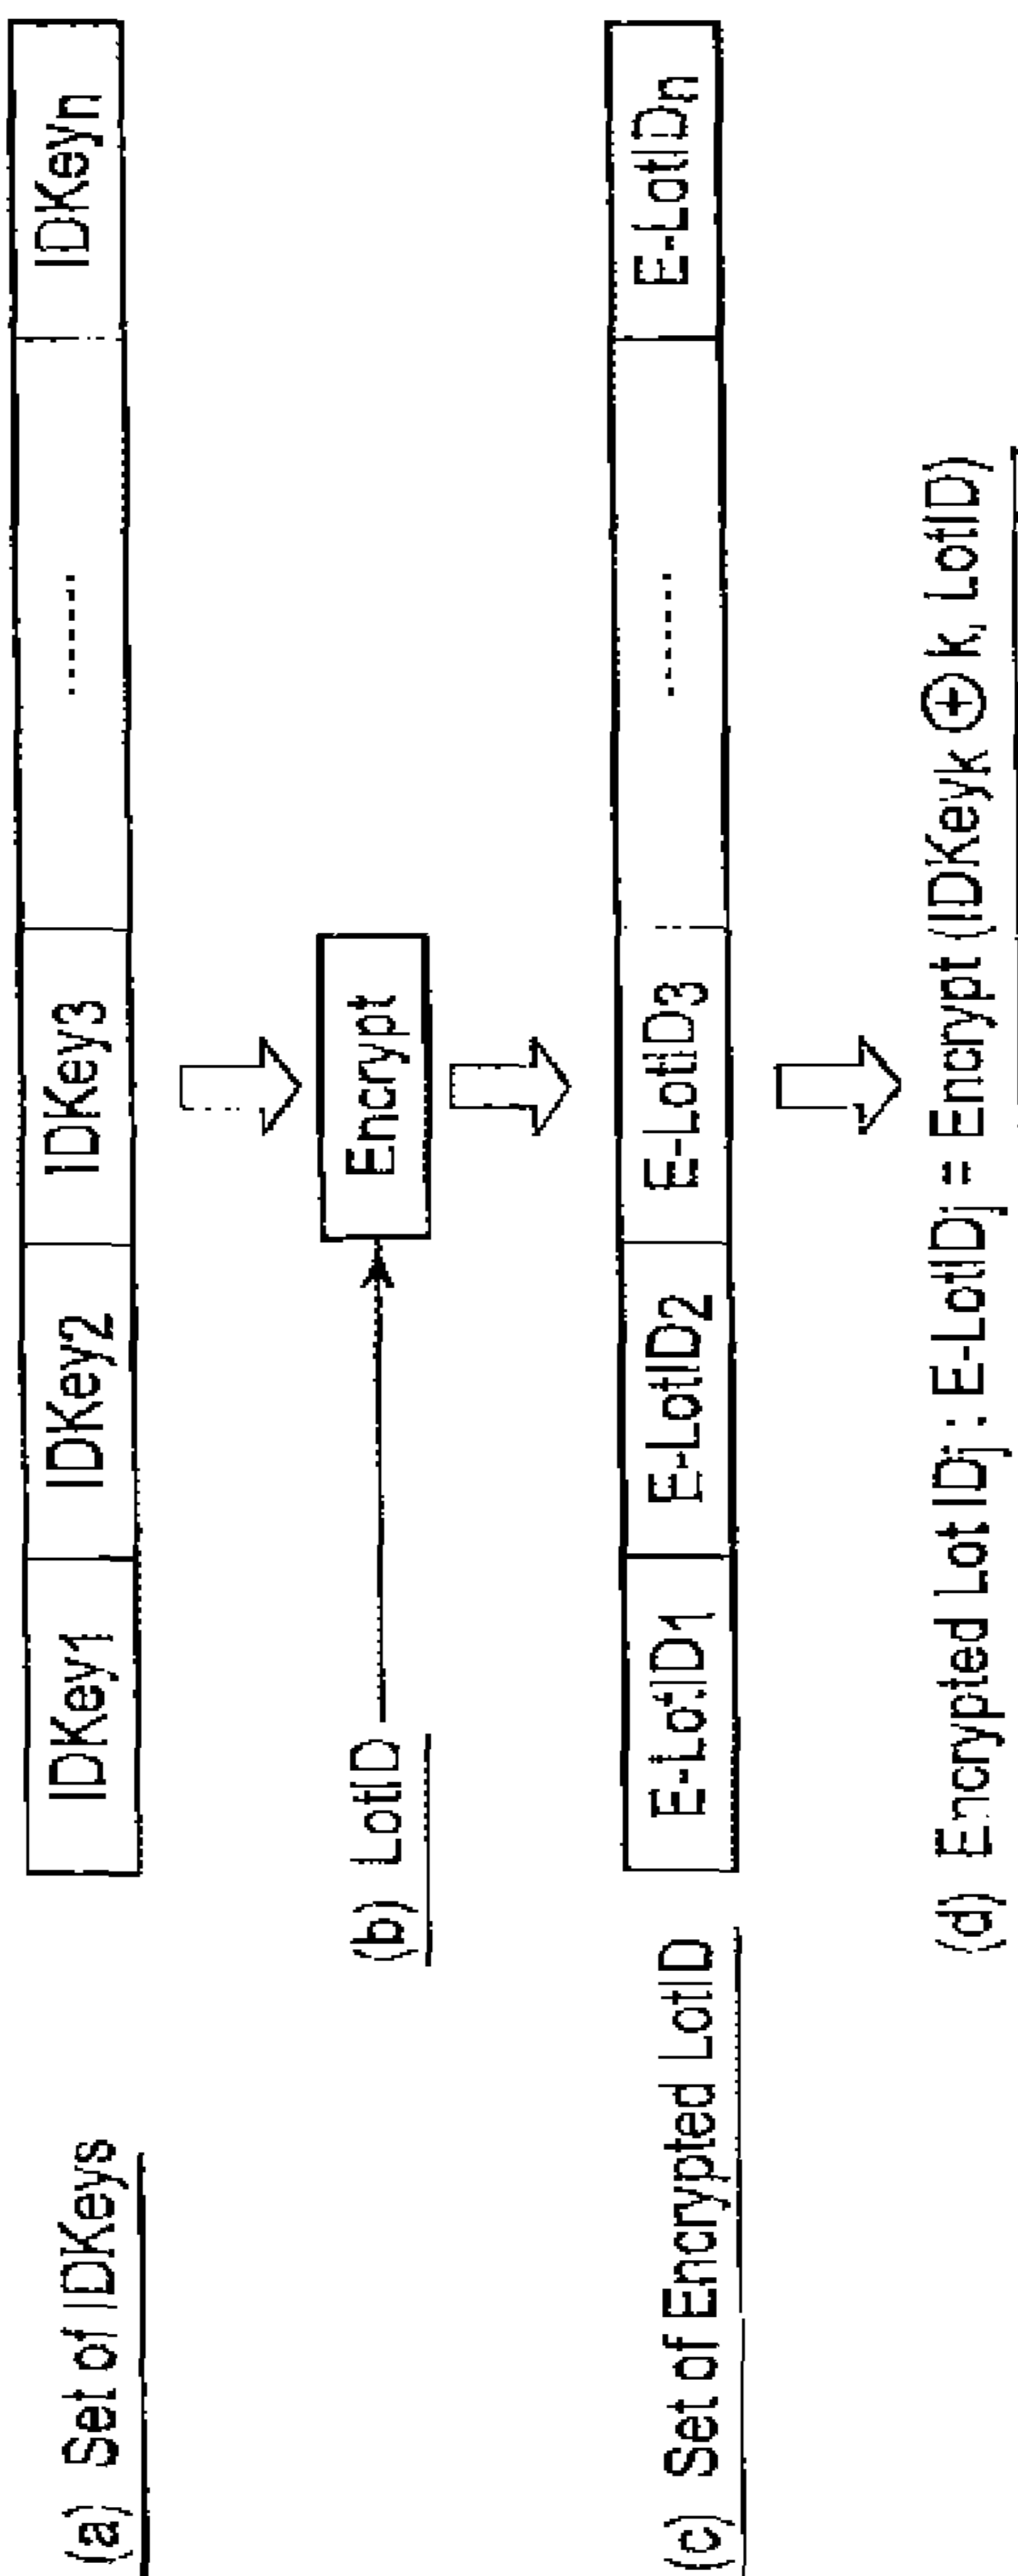 (a) Set of IDKeys
IDKey1 IDKey2 IDKey3 ....... IDKeyn
(b) LotID
Encrypt
(c) Set of Encrypted LotID
E-LotID1 E-LotID2 E-LotID3 ....... E-LotIDn
(d) Encrypted Lot IDj : E-LotIDj = Encrypt (IDKeyk ⊕ k, LotID)